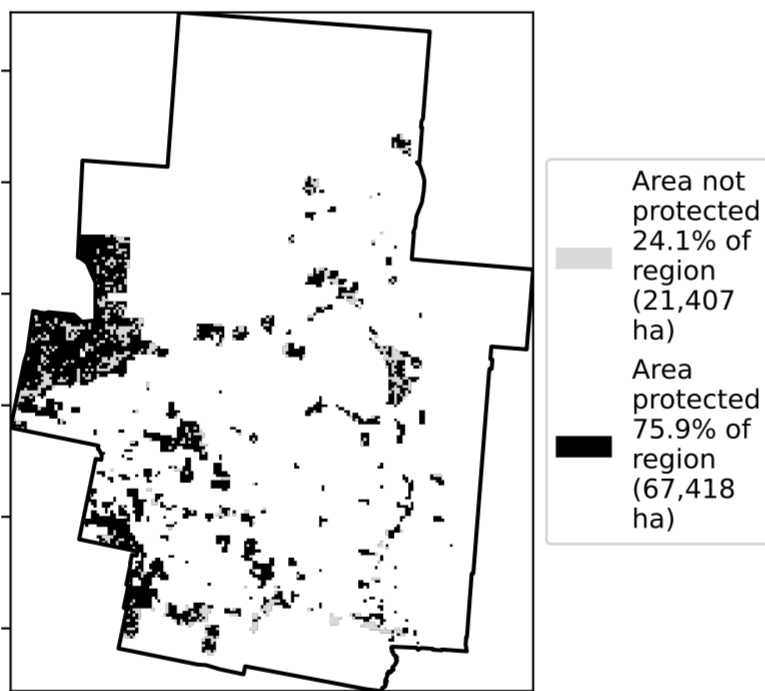 Area not
protected
24.1% of
region
(21,407
ha)
Area
protected
75.9% of
region
(67,418
ha)